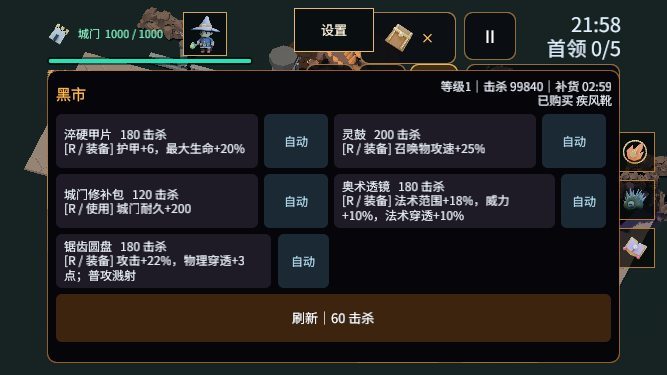 城门 1000 / 1000
设置
21:58
首领 0/5
黑市
等级1｜击杀 99840｜补货 02:59
已购买 疾风靴
淬硬甲片 180 击杀
[R / 装备] 护甲+6，最大生命+20%
自动
灵鼓 200 击杀
[R / 装备] 召唤物攻速+25%
自动
城门修补包 120 击杀
[R / 使用] 城门耐久+200
自动
奥术透镜 180 击杀
[R / 装备] 法术范围+18%，威力
+10%，法术穿透+10%
自动
锯齿圆盘 180 击杀
[R / 装备] 攻击+22%，物理穿透+3
点；普攻溅射
自动
刷新｜60 击杀